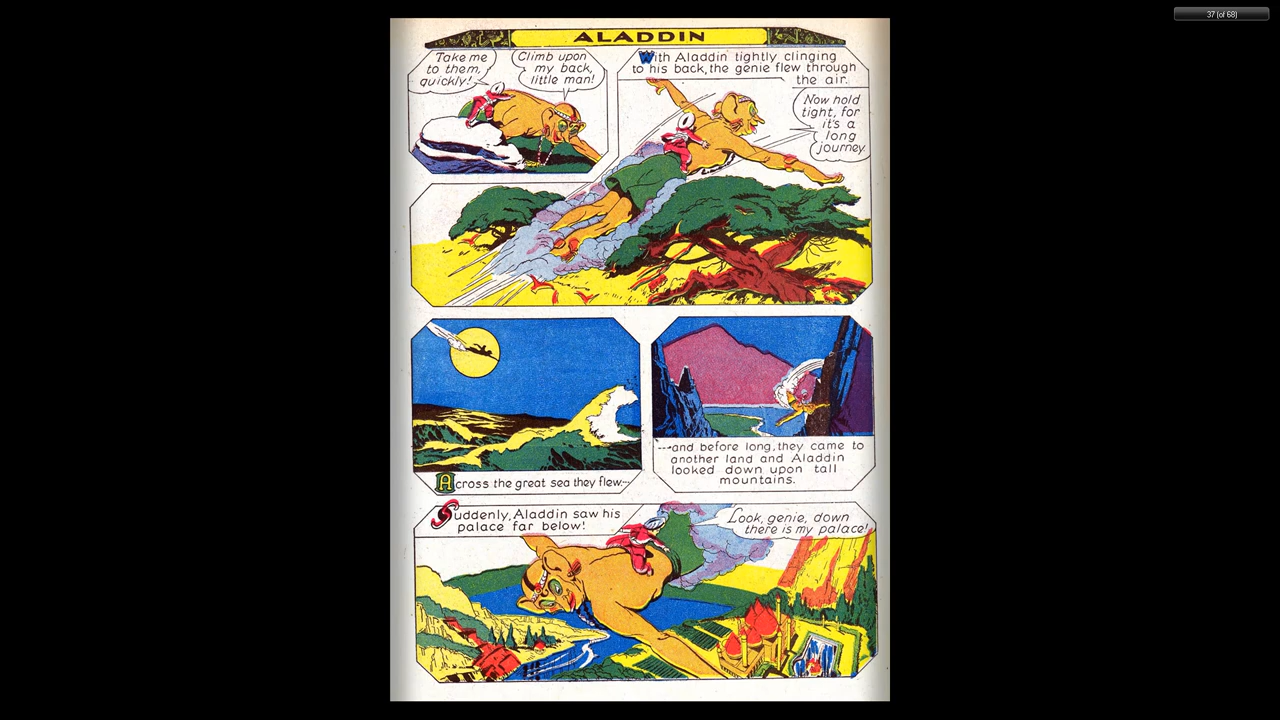 37 (of 68)
ALADDIN
Take me
to them,
quickly!
Climb upon
my back,
little man!
With Aladdin tightly clinging
to his back, the genie flew through
the air.
Now hold
tight, for
it's a
long
journey.
Across the great sea they flew---
---and before long, they came to
another land and Aladdin
looked down upon tall
mountains.
Suddenly, Aladdin saw his
palace far below!
Look, genie, down
there is my palace!